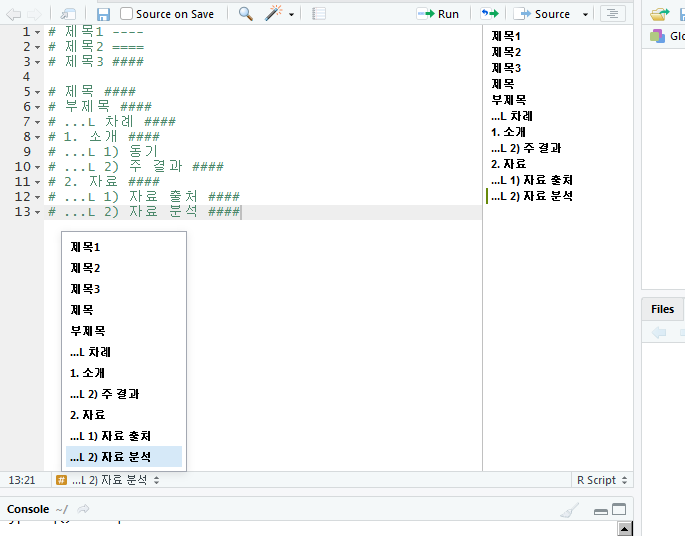 Source on Save
Run
Source
Glo
1 # 제목1 ----
2 # 제목2 ====
3 # 제목3 ####
4
5 # 제목 ####
6 # 부제목 ####
7 # ...L 차례 ####
8 # 1. 소개 ####
9 # ...L 1) 동기
10 # ...L 2) 주 결과 ####
11 # 2. 자료 ####
12 # ...L 1) 자료 출처 ####
13 # ...L 2) 자료 분석 ####
제목1
제목2
제목3
제목
부제목
...L 차례
1. 소개
...L 2) 주 결과
2. 자료
...L 1) 자료 출처
...L 2) 자료 분석
제목1
제목2
제목3
제목
부제목
...L 차례
1. 소개
...L 2) 주 결과
2. 자료
...L 1) 자료 출처
...L 2) 자료 분석
Files
13:21
# ...L 2) 자료 분석
R Script
Console ~/